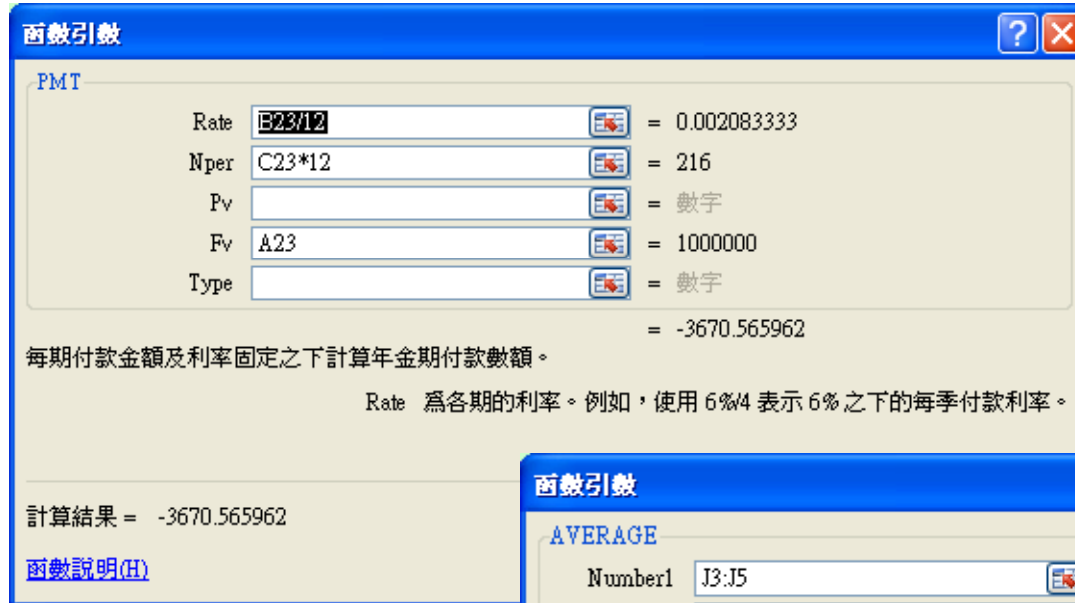 函數引數
PMT
Rate B23/12 = 0.002083333
Nper C23*12 = 216
Pv = 數字
Fv A23 = 1000000
Type = 數字
= -3670.565962
每期付款金額及利率固定之下計算年金期付款數額。
Rate 爲各期的利率。例如，使用 6%/4 表示 6% 之下的每季付款利率。
計算結果 = -3670.565962
函數說明(H)
函數引數
AVERAGE
Number1 J3:J5